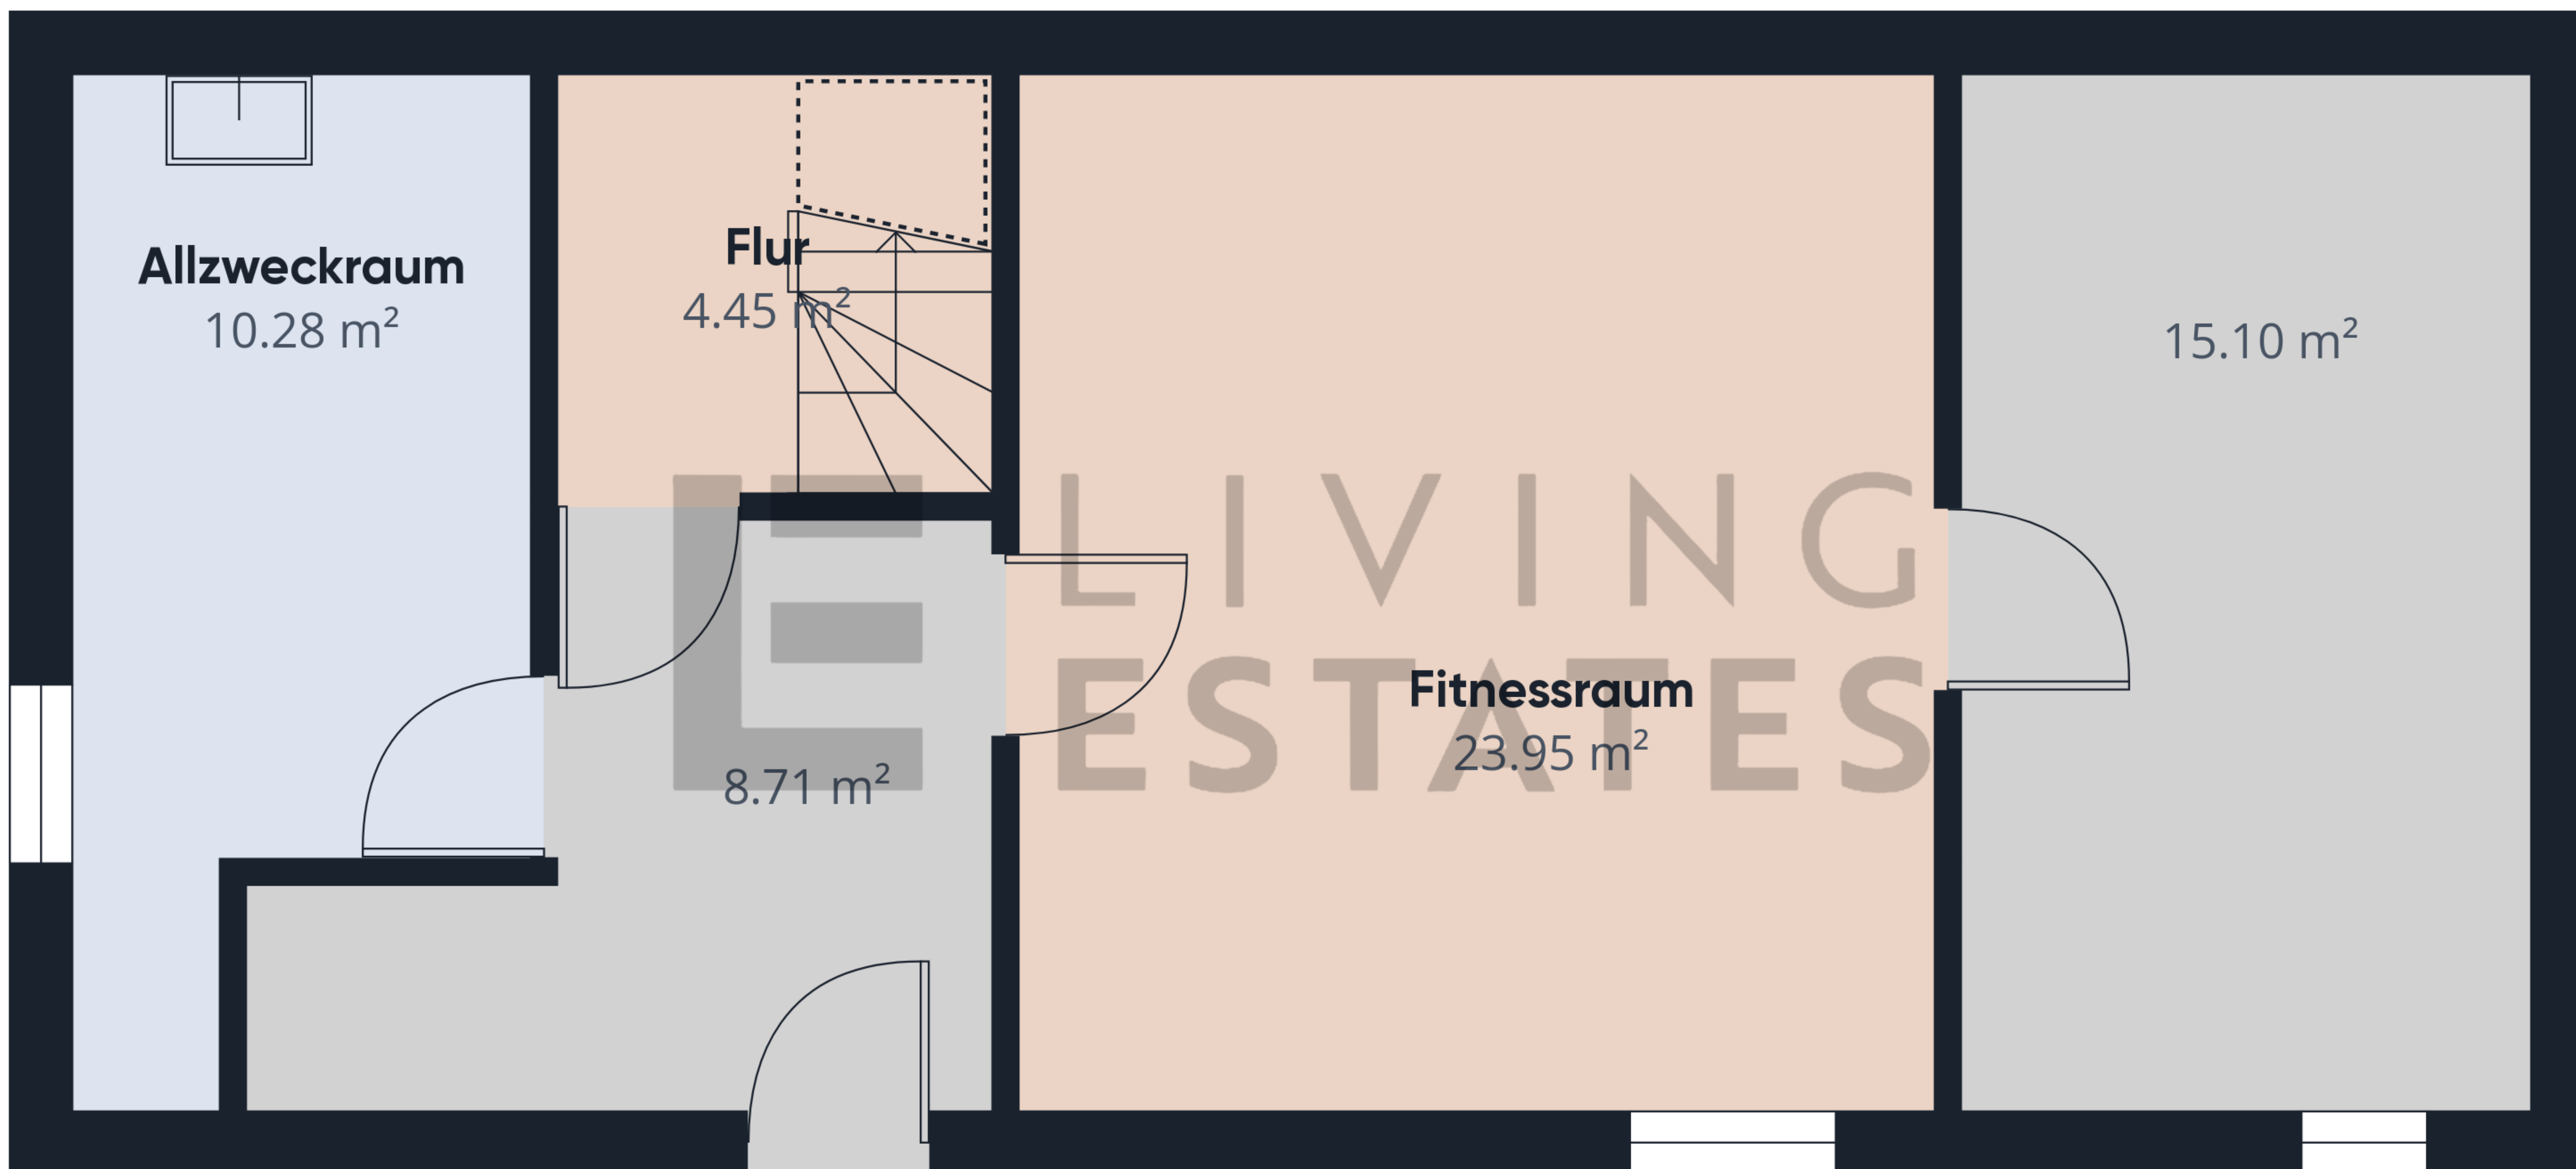 Allzweckraum
10.28 m²
Flur
4.45 m²
15.10 m²
LIVING
ESTATES
Fitnessraum
23.95 m²
8.71 m²